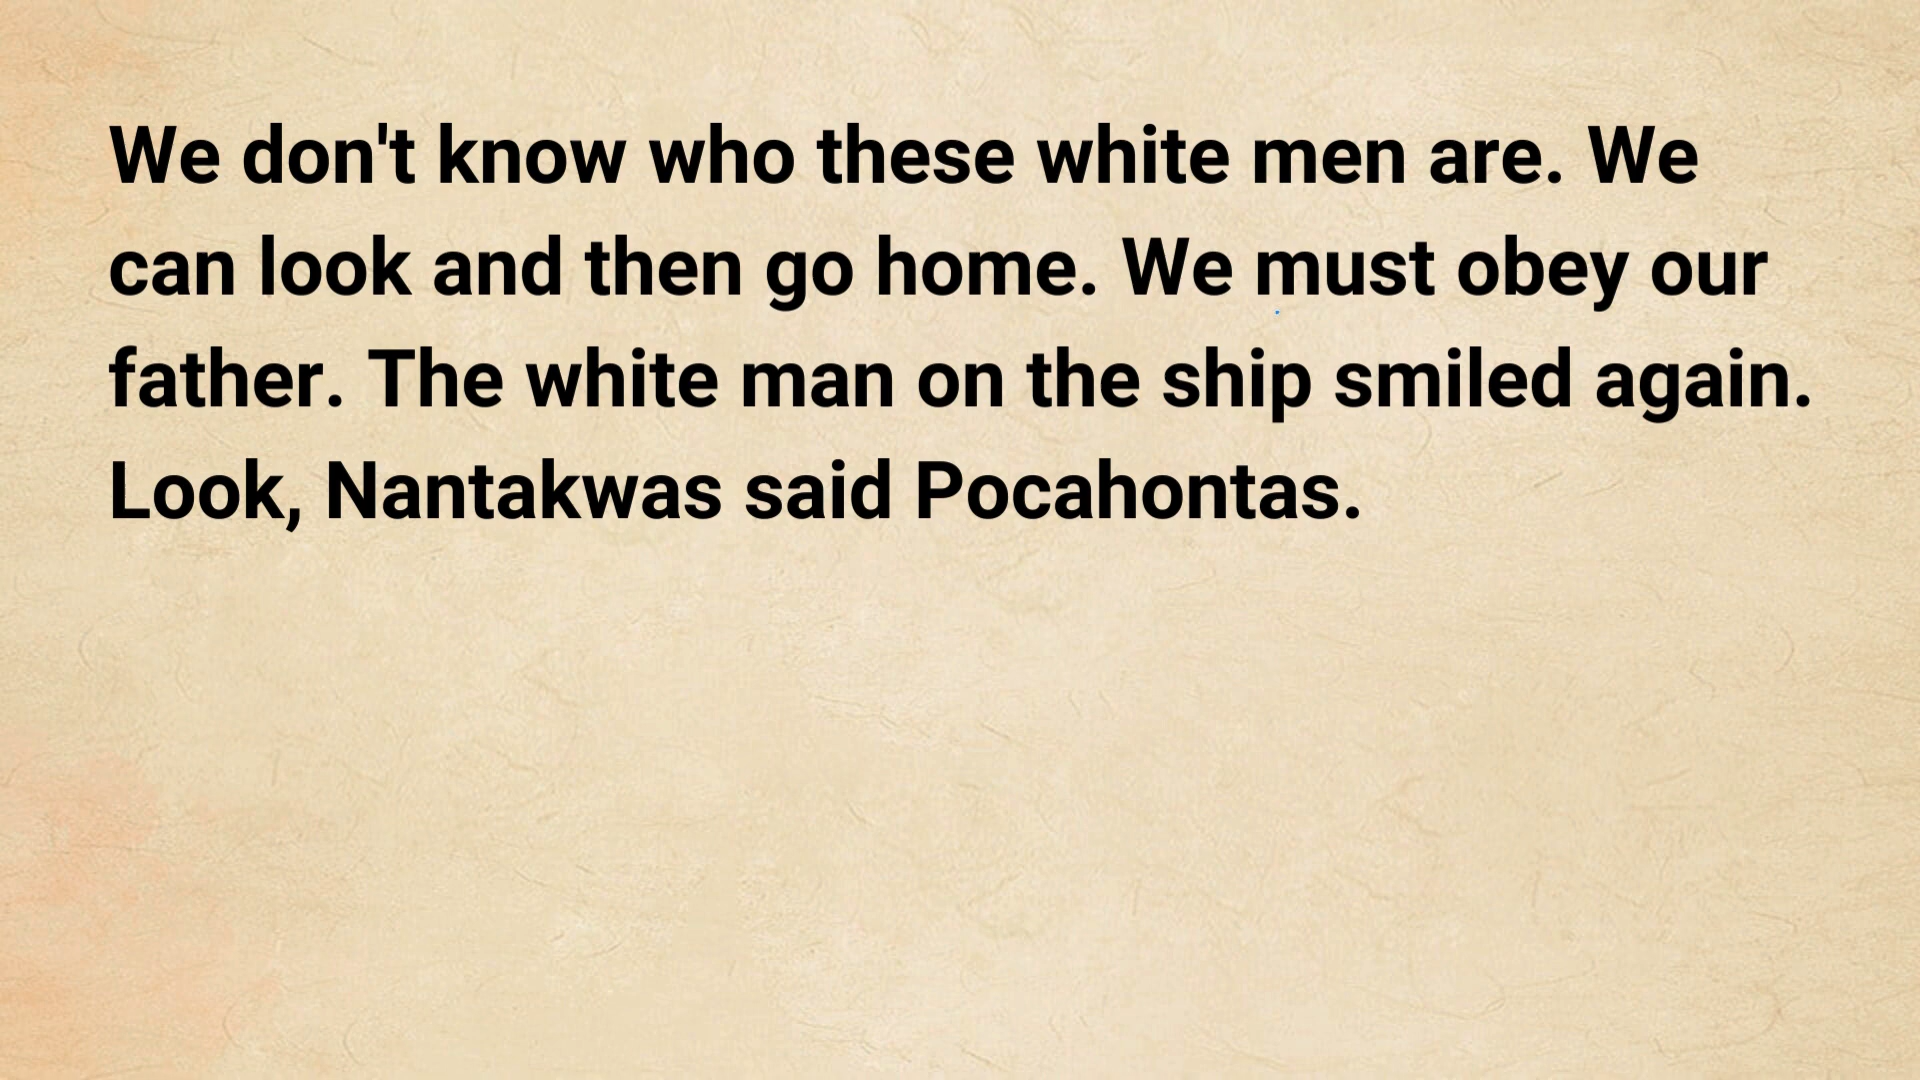 We don't know who these white men are. We
can look and then go home. We must obey our
father. The white man on the ship smiled again.
Look, Nantakwas said Pocahontas.